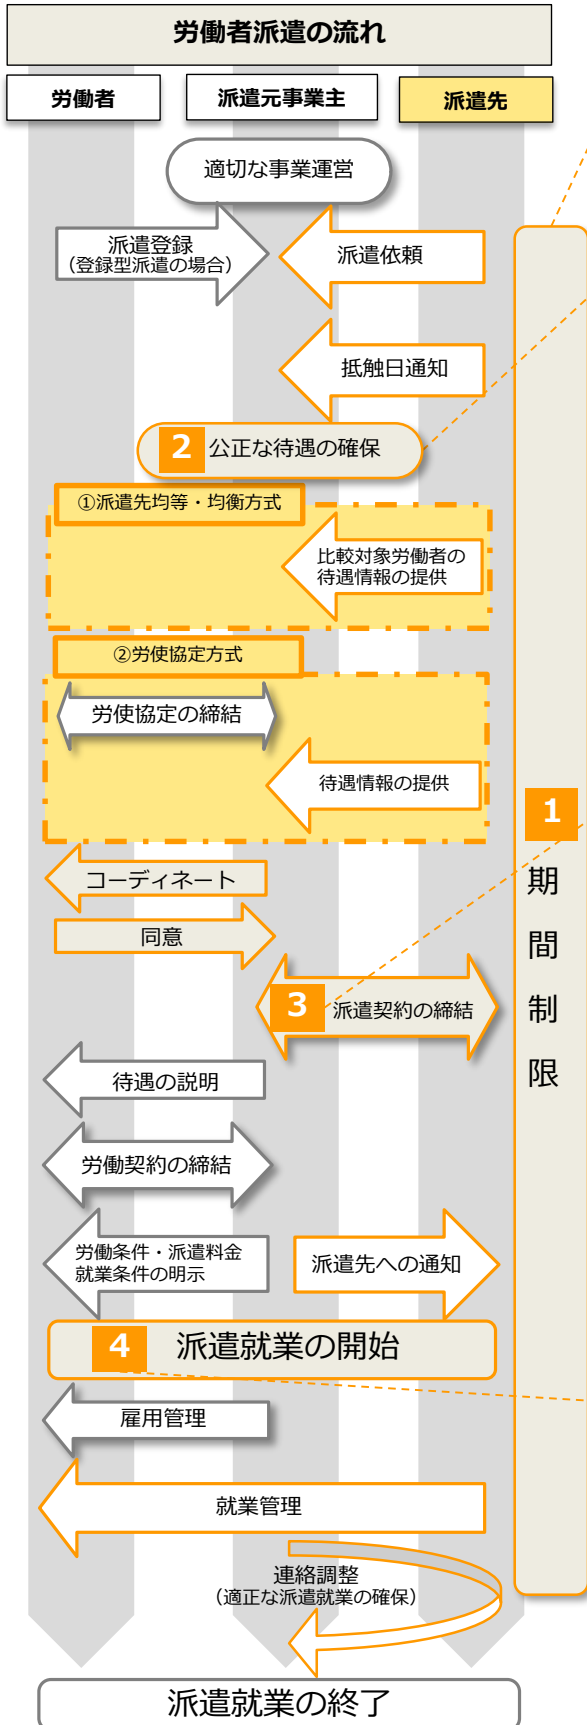 労働者派遣の流れ
労働者
派遣元事業主
派遣先
適切な事業運営
派遣登録
(登録型派遣の場合)
派遣依頼
抵触日通知
2 公正な待遇の確保
①派遣先均等・均衡方式
比較対象労働者の
待遇情報の提供
②労使協定方式
労使協定の締結
待遇情報の提供
1
期
間
制
限
コーディネート
同意
3 派遣契約の締結
待遇の説明
労働契約の締結
労働条件・派遣料金
就業条件の明示
派遣先への通知
4 派遣就業の開始
雇用管理
就業管理
連絡調整
(適正な派遣就業の確保)
派遣就業の終了